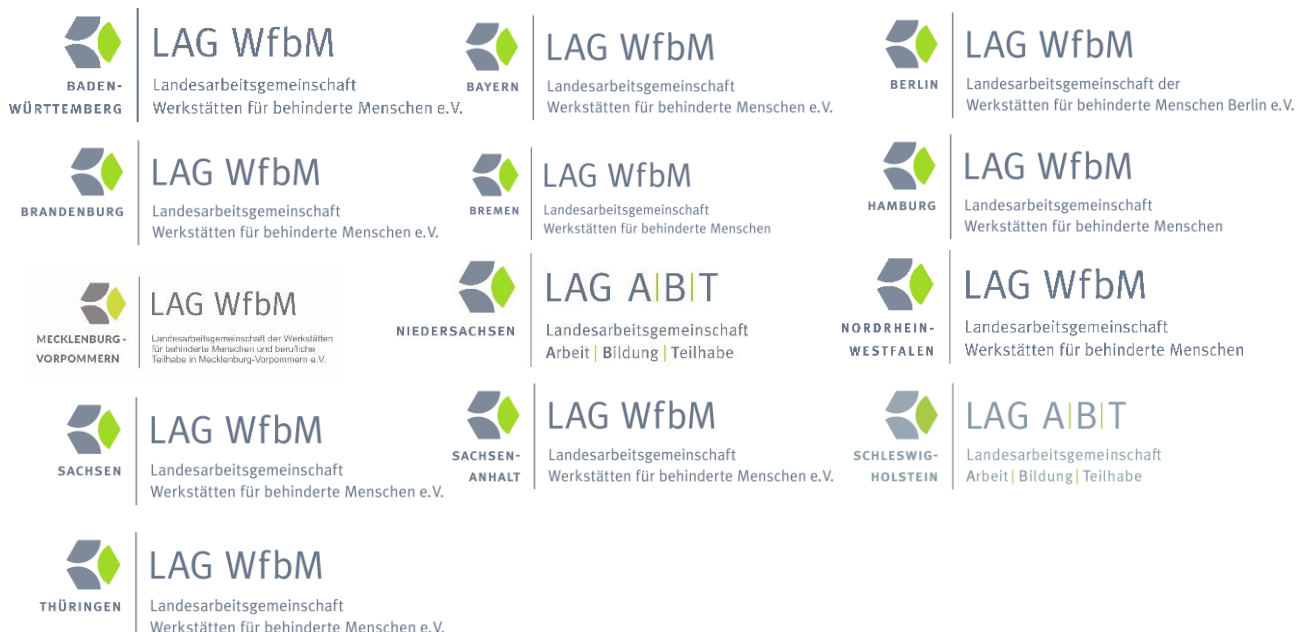 LAG WfbM
BADEN-
WÜRTTEMBERG
Landesarbeitsgemeinschaft
Werkstätten für behinderte Menschen e.V.
LAG WfbM
BAYERN
Landesarbeitsgemeinschaft
Werkstätten für behinderte Menschen e.V.
LAG WfbM
BERLIN
Landesarbeitsgemeinschaft der
Werkstätten für behinderte Menschen Berlin e.V.
LAG WfbM
BRANDENBURG
Landesarbeitsgemeinschaft
Werkstätten für behinderte Menschen e.V.
LAG WfbM
BREMEN
Landesarbeitsgemeinschaft
Werkstätten für behinderte Menschen
LAG WfbM
HAMBURG
Landesarbeitsgemeinschaft
Werkstätten für behinderte Menschen
LAG WfbM
MECKLENBURG-
VORPOMMERN
Landesarbeitsgemeinschaft der Werkstätten
für behinderte Menschen und berufliche
Teilhabe in Mecklenburg-Vorpommern e.V.
LAG A|B|T
NIEDERSACHSEN
Landesarbeitsgemeinschaft
Arbeit | Bildung | Teilhabe
LAG WfbM
NORDRHEIN-
WESTFALEN
Landesarbeitsgemeinschaft
Werkstätten für behinderte Menschen
LAG WfbM
SACHSEN
Landesarbeitsgemeinschaft
Werkstätten für behinderte Menschen e.V.
LAG WfbM
SACHSEN-
ANHALT
Landesarbeitsgemeinschaft
Werkstätten für behinderte Menschen e.V.
LAG A|B|T
SCHLESWIG-
HOLSTEIN
Landesarbeitsgemeinschaft
Arbeit | Bildung | Teilhabe
LAG WfbM
THÜRINGEN
Landesarbeitsgemeinschaft
Werkstätten für behinderte Menschen e.V.